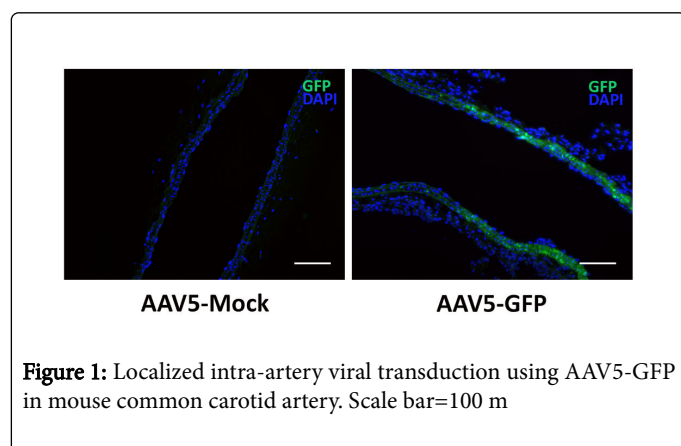 GFP
DAPI
GFP
DAPI
AAV5-Mock
AAV5-GFP
Figure 1: Localized intra-artery viral transduction using AAV5-GFP
in mouse common carotid artery. Scale bar=100 m